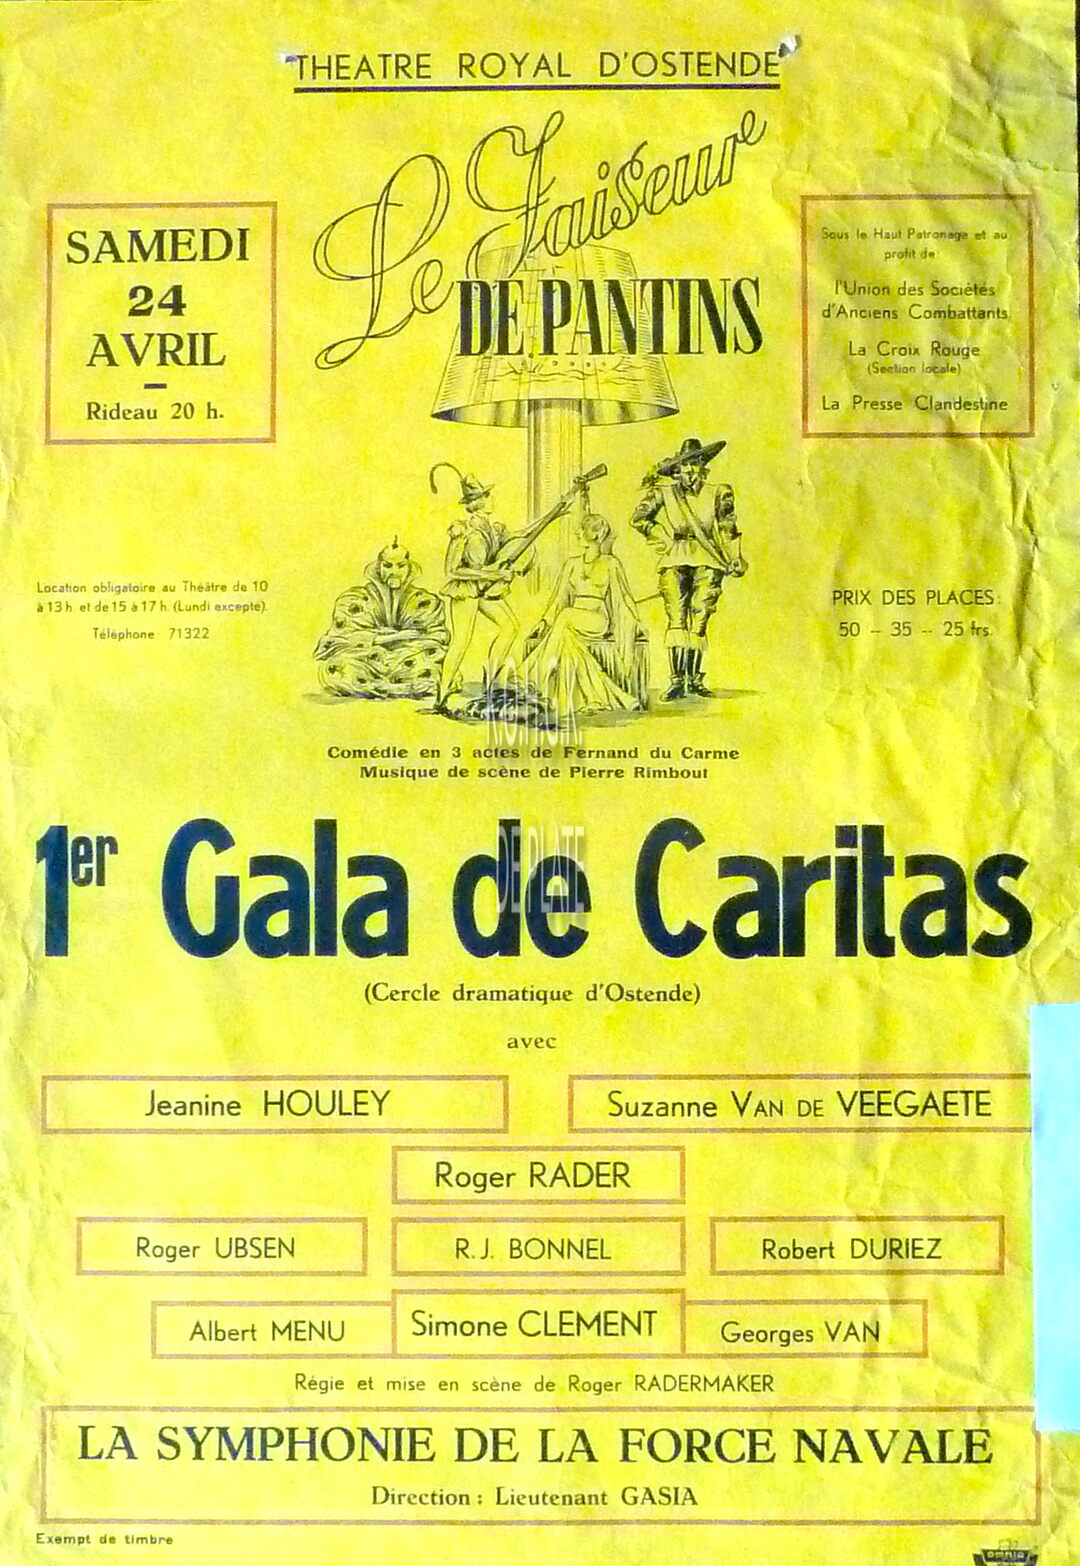 THEATRE ROYAL D'OSTENDE
Le Faiseur
DE PANTINS
SAMEDI
24
AVRIL
Rideau 20 h.
Sous le Haut Patronage et au
profit de
l'Union des Sociétés
d'Anciens Combattants
La Croix Rouge
(Section locale)
La Presse Clandestine
Location obligatoire au Théâtre de 10
à 13 h. et de 15 à 17 h. (Lundi excepté).
Téléphone 71322
PRIX DES PLACES:
50 -- 35 -- 25 frs.
Comédie en 3 actes de Fernand du Carme
Musique de scène de Pierre Rimbout
1er Gala de Caritas
DE PLATE
(Cercle dramatique d'Ostende)
avec
Jeanine HOULEY
Suzanne VAN DE VEEGAETE
Roger RADER
Roger UBSEN
R. J. BONNEL
Robert DURIEZ
Albert MENU
Simone CLEMENT
Georges VAN
Régie et mise en scène de Roger RADERMAKER
LA SYMPHONIE DE LA FORCE NAVALE
Direction : Lieutenant GASIA
Exempt de timbre